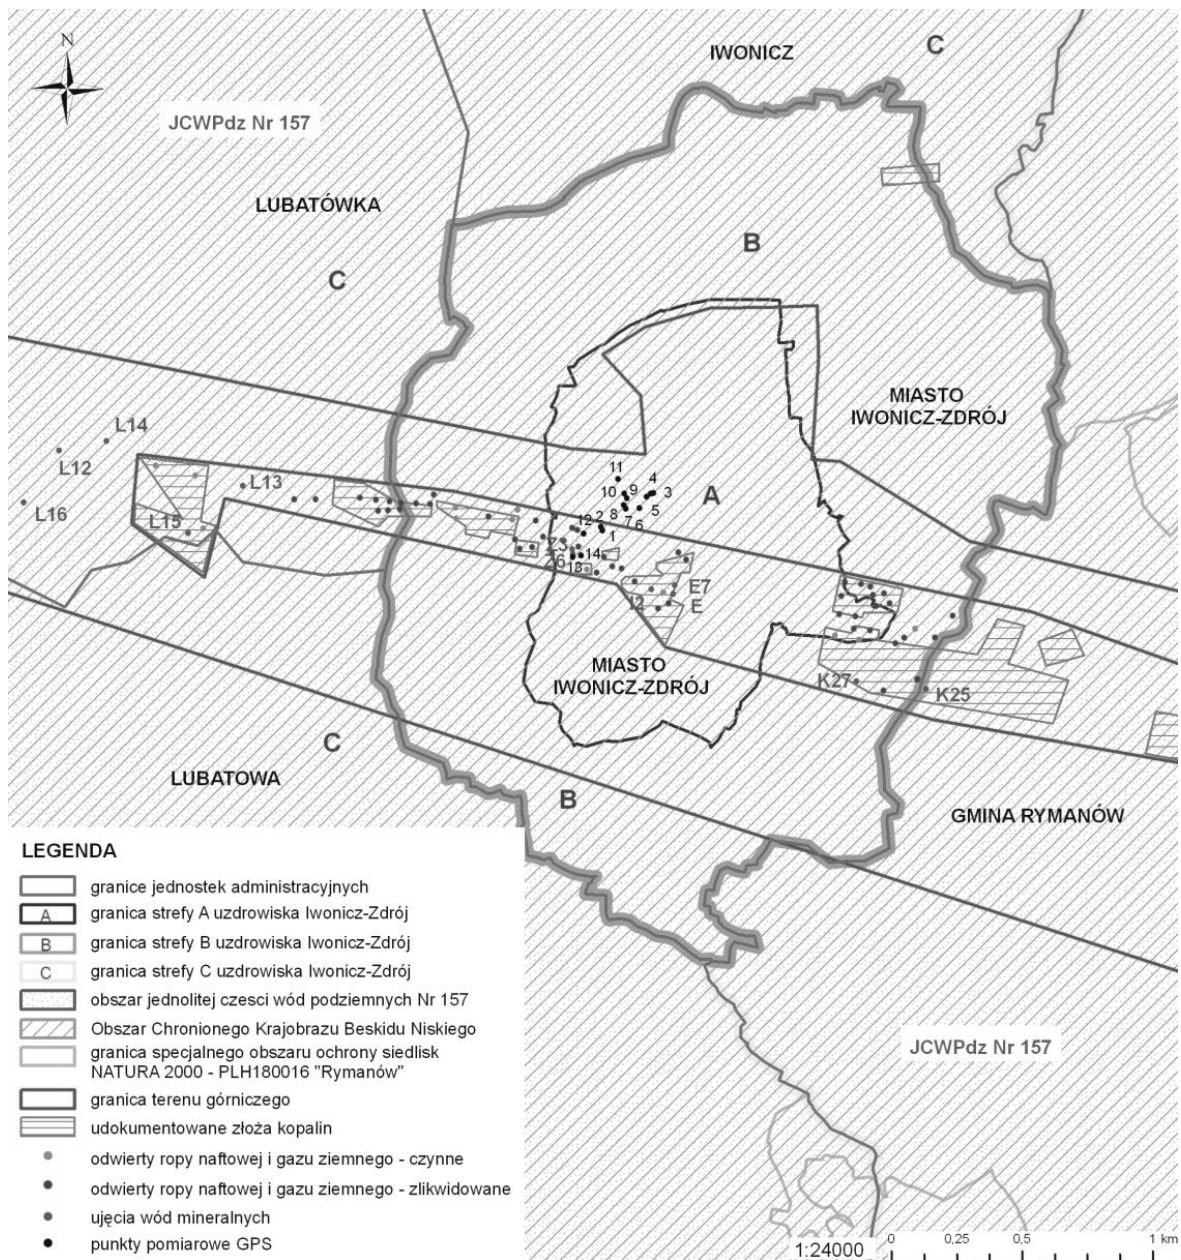 IWONICZ
C
N
JCWPdz Nr 157
LUBATÓWKA
B
C
MIASTO
IWONICZ-ZDRÓJ
L14
L12
L13
L16
L15
11
4
10
9
3
A
8
7
6
5
2
12
1
Z3
Z6
14
13
E7
I2
E
MIASTO
IWONICZ-ZDRÓJ
K27
K25
C
LUBATOWA
B
GMINA RYMANÓW
LEGENDA
granice jednostek administracyjnych
A granica strefy A uzdrowiska Iwonicz-Zdrój
B granica strefy B uzdrowiska Iwonicz-Zdrój
C granica strefy C uzdrowiska Iwonicz-Zdrój
obszar jednolitej czesci wód podziemnych Nr 157
Obszar Chronionego Krajobrazu Beskidu Niskiego
granica specjalnego obszaru ochrony siedlisk
NATURA 2000 - PLH180016 "Rymanów"
granica terenu górniczego
udokumentowane złoża kopalin
odwierty ropy naftowej i gazu ziemnego - czynne
odwierty ropy naftowej i gazu ziemnego - zlikwidowane
ujęcia wód mineralnych
punkty pomiarowe GPS
JCWPdz Nr 157
1:24000
0 0,25 0,5 1 km